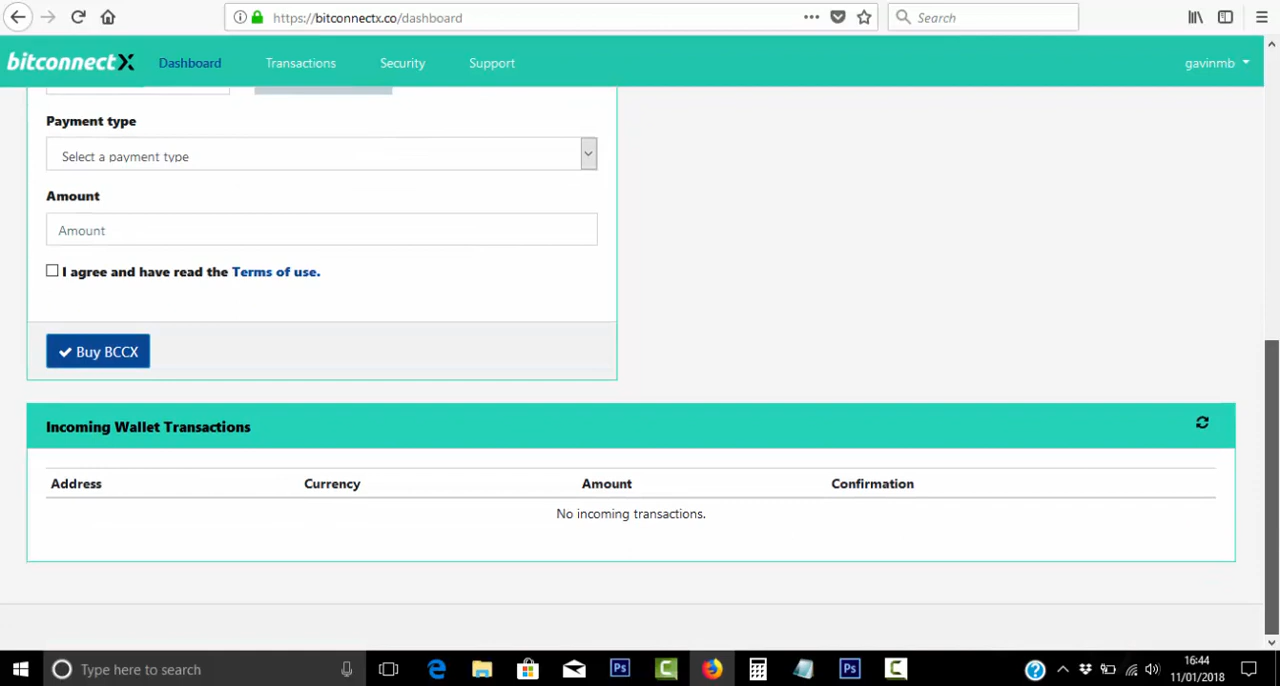 https://bitconnectx.co/dashboard
Search
bitconnectX
Dashboard
Transactions
Security
Support
gavinmb
Payment type
Select a payment type
Amount
Amount
I agree and have read the Terms of use.
Buy BCCX
Incoming Wallet Transactions
Address Currency Amount Confirmation
No incoming transactions.
Type here to search
Ps
Ps
16:44
11/01/2018